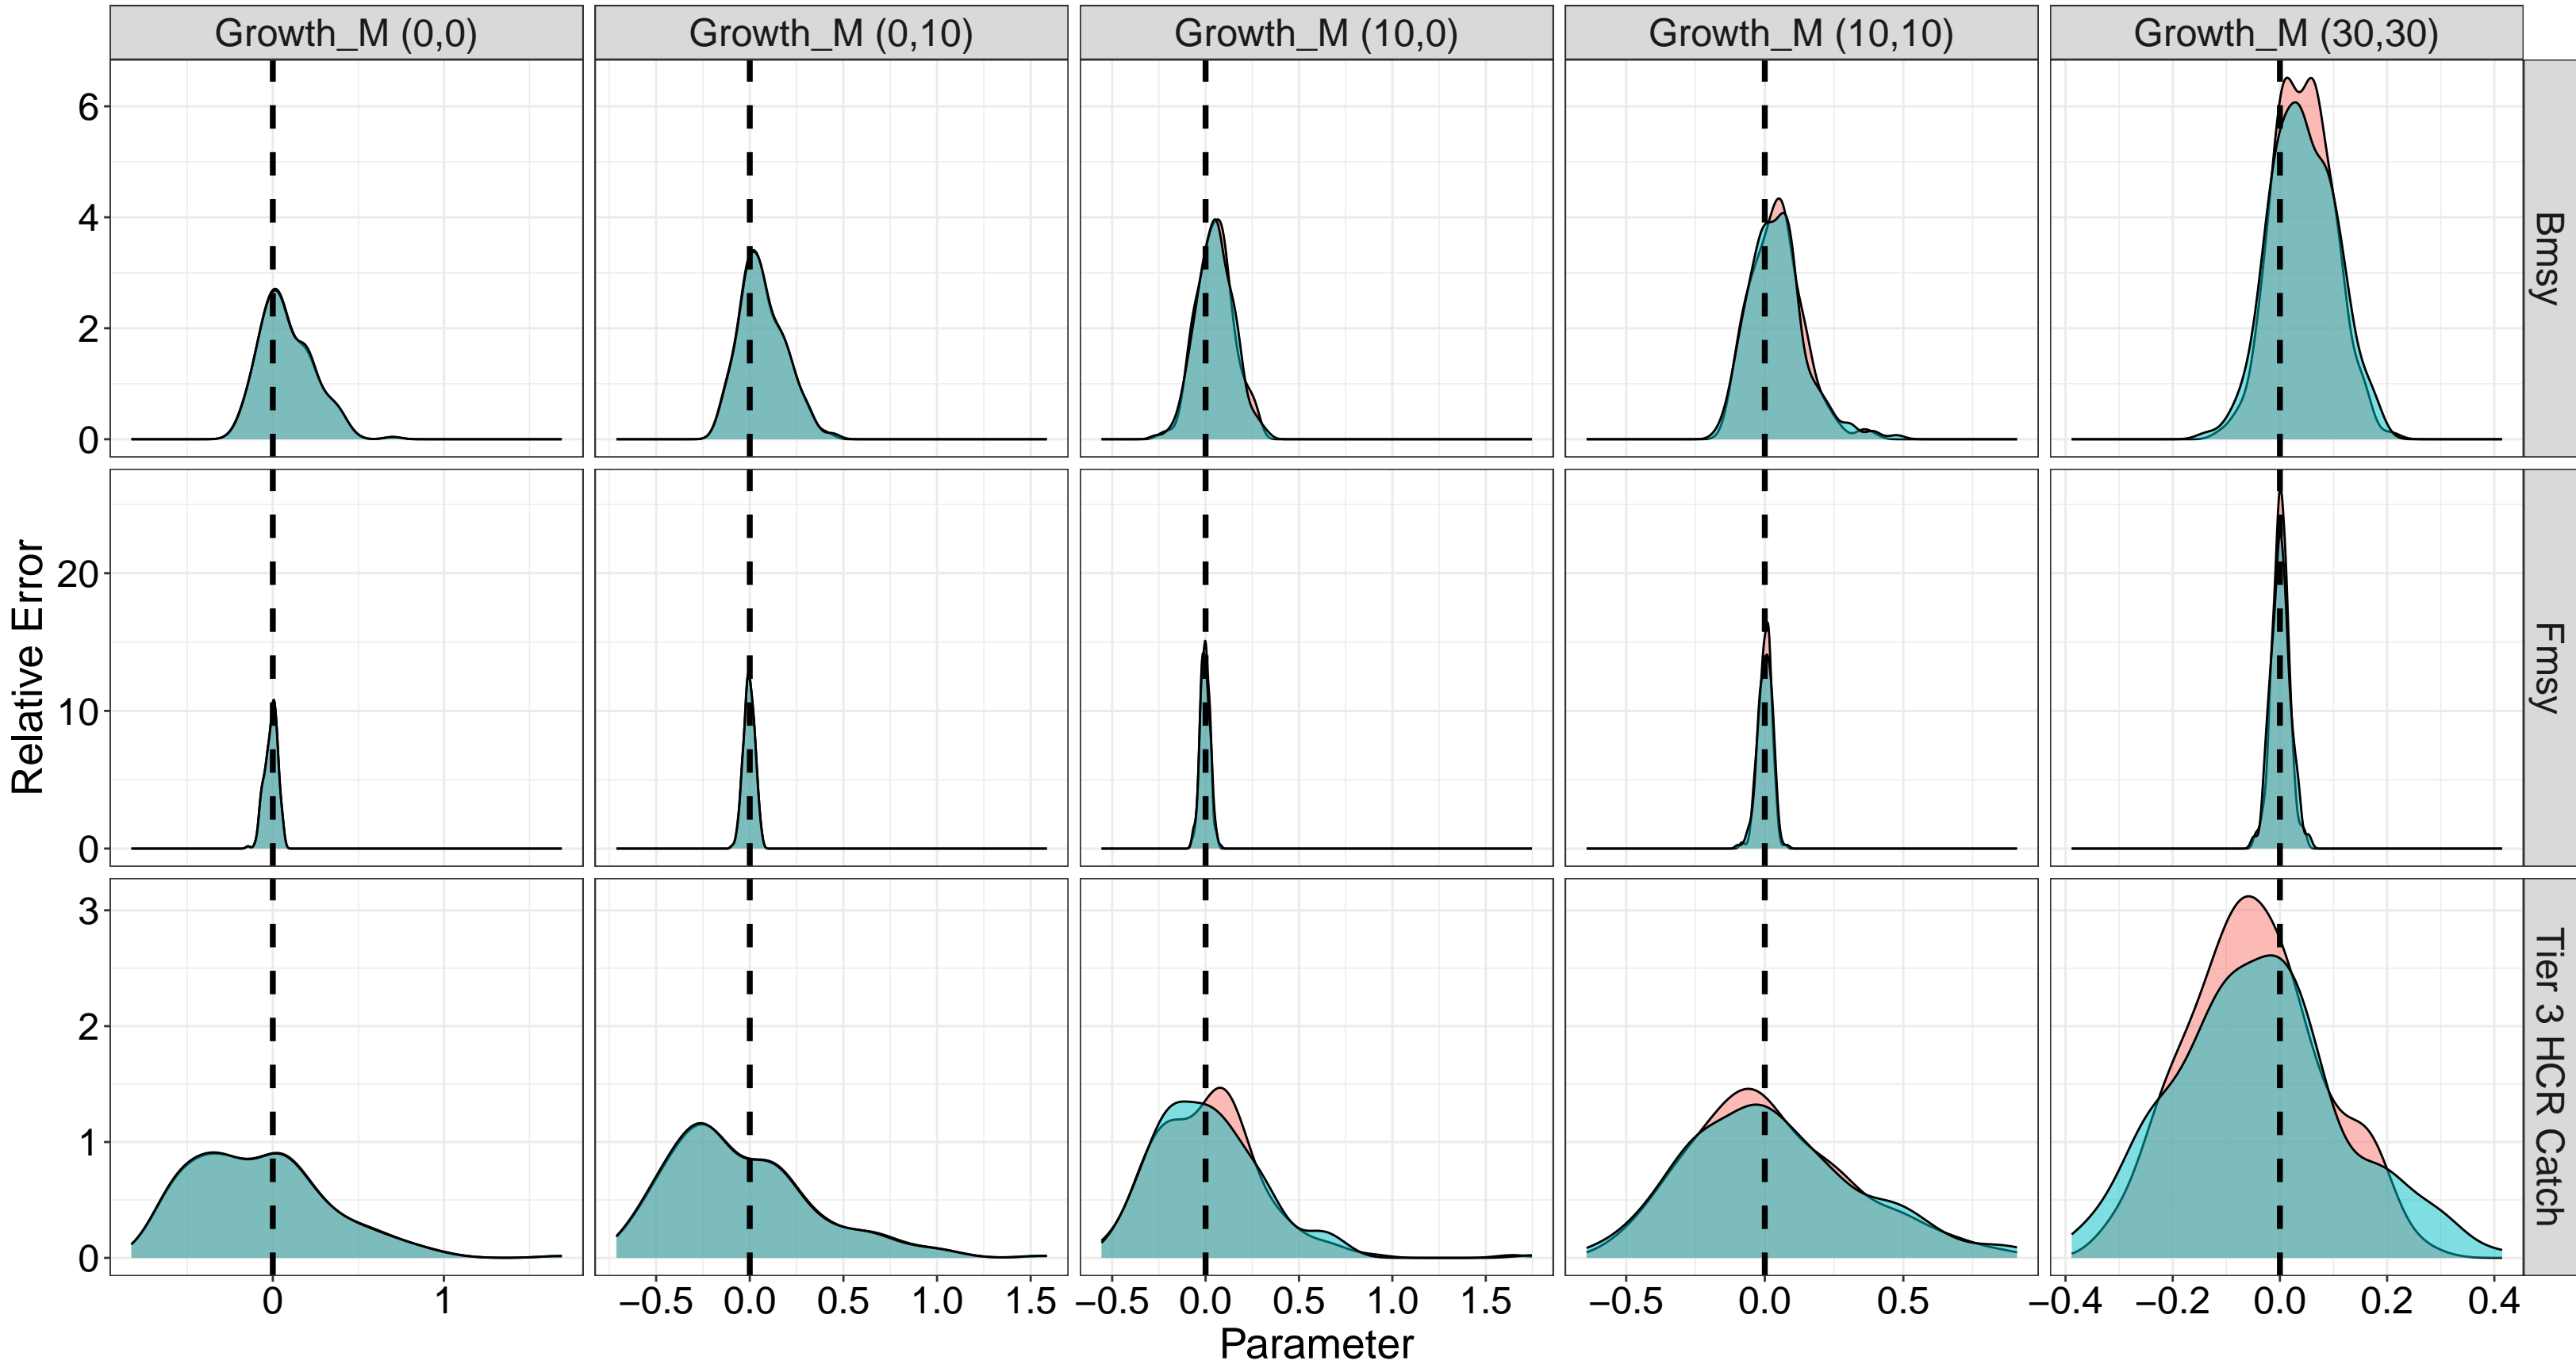 Growth_M (0,0)
Growth_M (0,10)
Growth_M (10,0)
Growth_M (10,10)
Growth_M (30,30)
6
4
2
0
Bmsy
Relative Error
20
10
0
Fmsy
3
2
1
0
Tier 3 HCR Catch
0 1
−0.5 0.0 0.5 1.0 1.5
−0.5 0.0 0.5 1.0 1.5
−0.5 0.0 0.5
−0.4 −0.2 0.0 0.2 0.4
Parameter